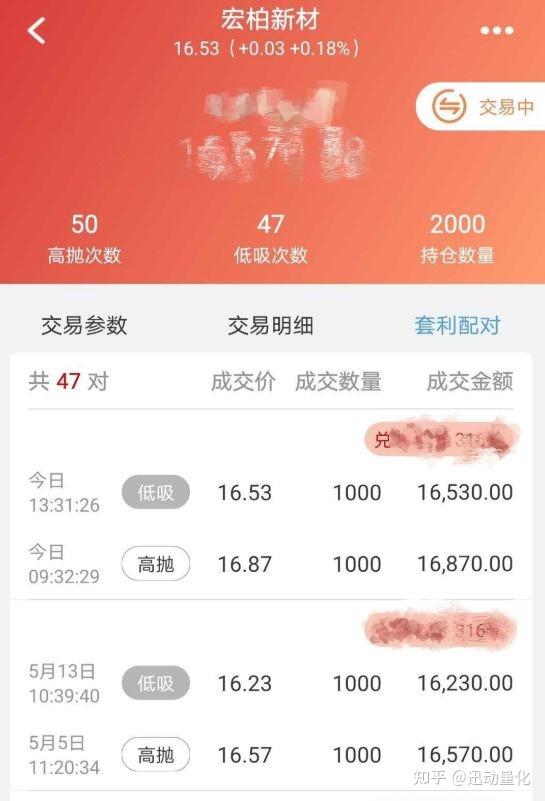 宏柏新材
16.53 (+0.03 +0.18%)
交易中
50 47 2000
高抛次数 低吸次数 持仓数量
交易参数 交易明细 套利配对
共 47 对 成交价 成交数量 成交金额
兑
今日
13:31:26 低吸 16.53 1000 16,530.00
今日
09:32:29 高抛 16.87 1000 16,870.00
316
5月13日
10:39:40 低吸 16.23 1000 16,230.00
5月5日
11:20:34 高抛 16.57 1000 16,570.00
知乎 @迅动量化